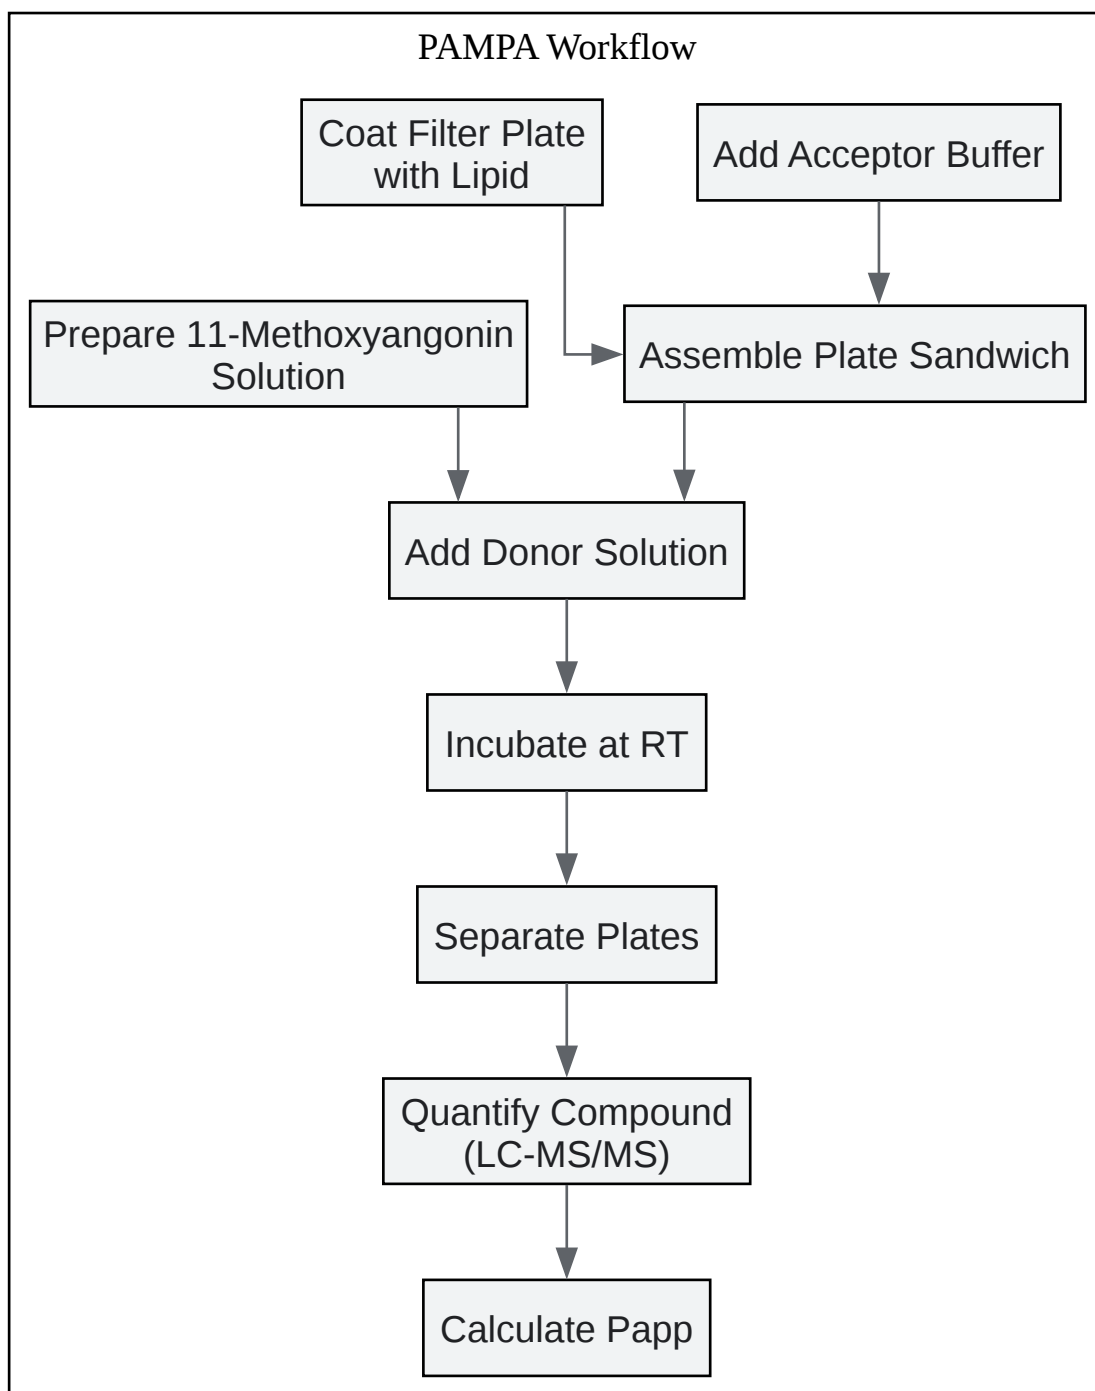 PAMPA Workflow
Coat Filter Plate
with Lipid
Add Acceptor Buffer
Prepare 11-Methoxyangonin
Solution
Assemble Plate Sandwich
Add Donor Solution
Incubate at RT
Separate Plates
Quantify Compound
(LC-MS/MS)
Calculate Papp